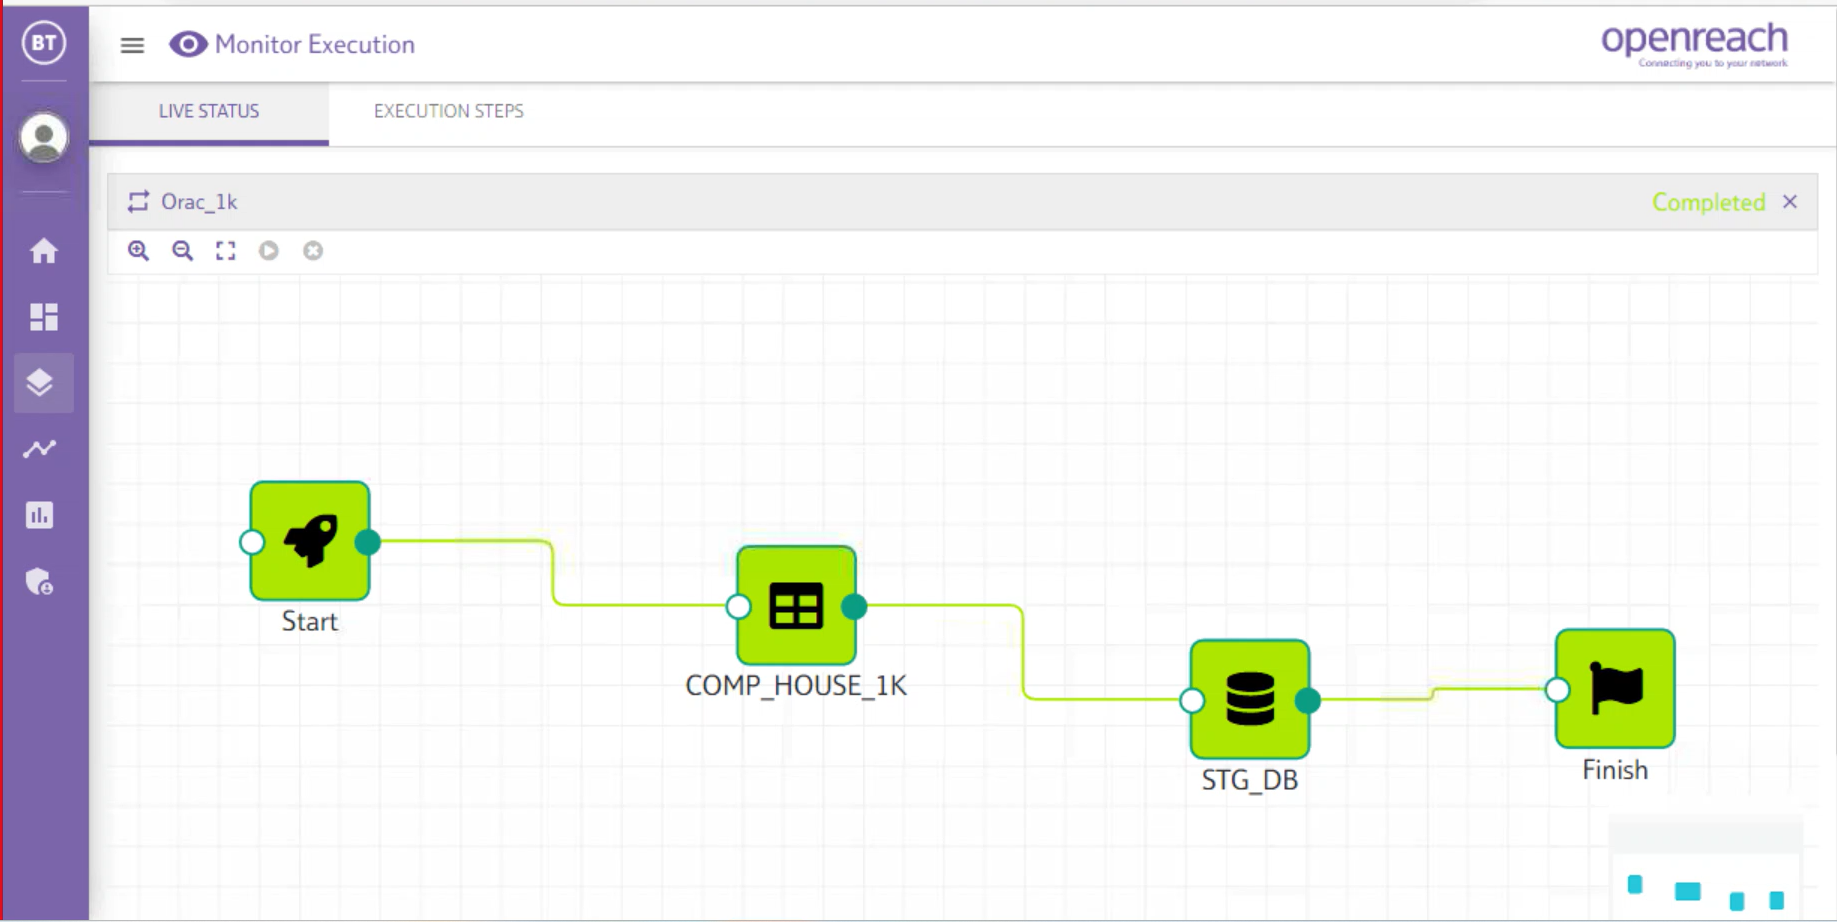 BT
Monitor Execution
openreach
Connecting you to your network
LIVE STATUS
EXECUTION STEPS
Orac_1k
Completed
Start
COMP_HOUSE_1K
STG_DB
Finish